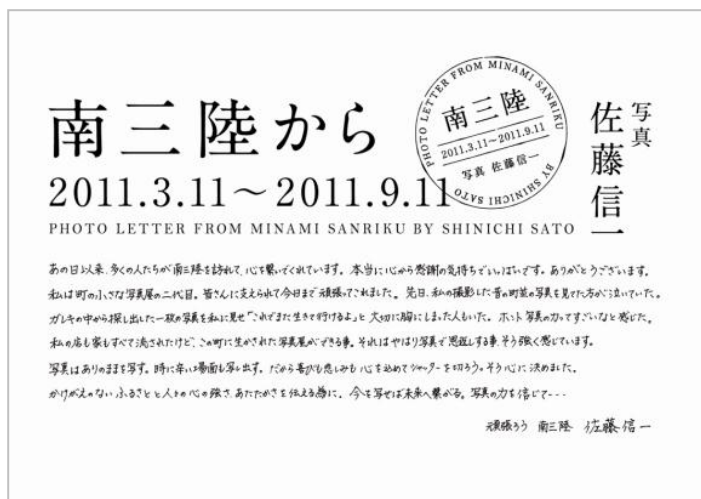 南三陸から
2011.3.11〜2011.9.11
PHOTO LETTER FROM MINAMI SANRIKU BY SHINICHI SATO
PHOTO LETTER FROM MINAMI SANRIKU
南三陸
2011.3.11〜2011.9.11
写真 佐藤信一
BY SHINICHI SATO
写真
佐藤信一
あの日以来、多くの人たちが南三陸を訪れて、心を繋いでくれています。本当に心から感謝の気持ちでいっぱいです。ありがとうございます。
私は町の小さな写真屋の二代目。皆さんに支えられて今日まで頑張ってこれました。先日、私の撮影した昔の町並の写真を見てた方が泣いていた。
ガレキの中から探し出した一枚の写真を私に見せ「これでまた生きて行けるよ」と大切に胸にしまった人もいた。ホント写真の力ってすごいなと感じた。
私の店も家もすべて流されたけど、この町に生かされた写真屋ができる事。それはやはり写真で恩返しする事。そう強く感じています。
写真はありのままを写す。時に辛い場面も写し出す。だから喜びも悲しみも心を込めてシャッターを切ろう。そう心に決めました。
かけがえのないふるさとと人々の心の強さ、あたたかさを伝える為に。今を写せば未来へ繋がる。写真の力を信じて---
頑張ろう 南三陸 佐藤信一